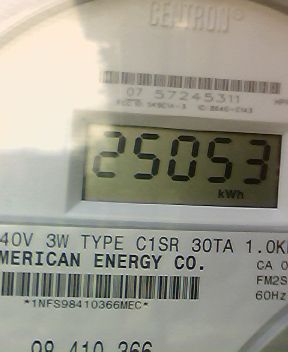 CENTRON®
07 57245311
25053
kWh
40V 3W TYPE C1SR 30TA 1.0K
MERICAN ENERGY CO.
CA 0
FM2S
60Hz
*1NFS98410366MEC*
98 410 366